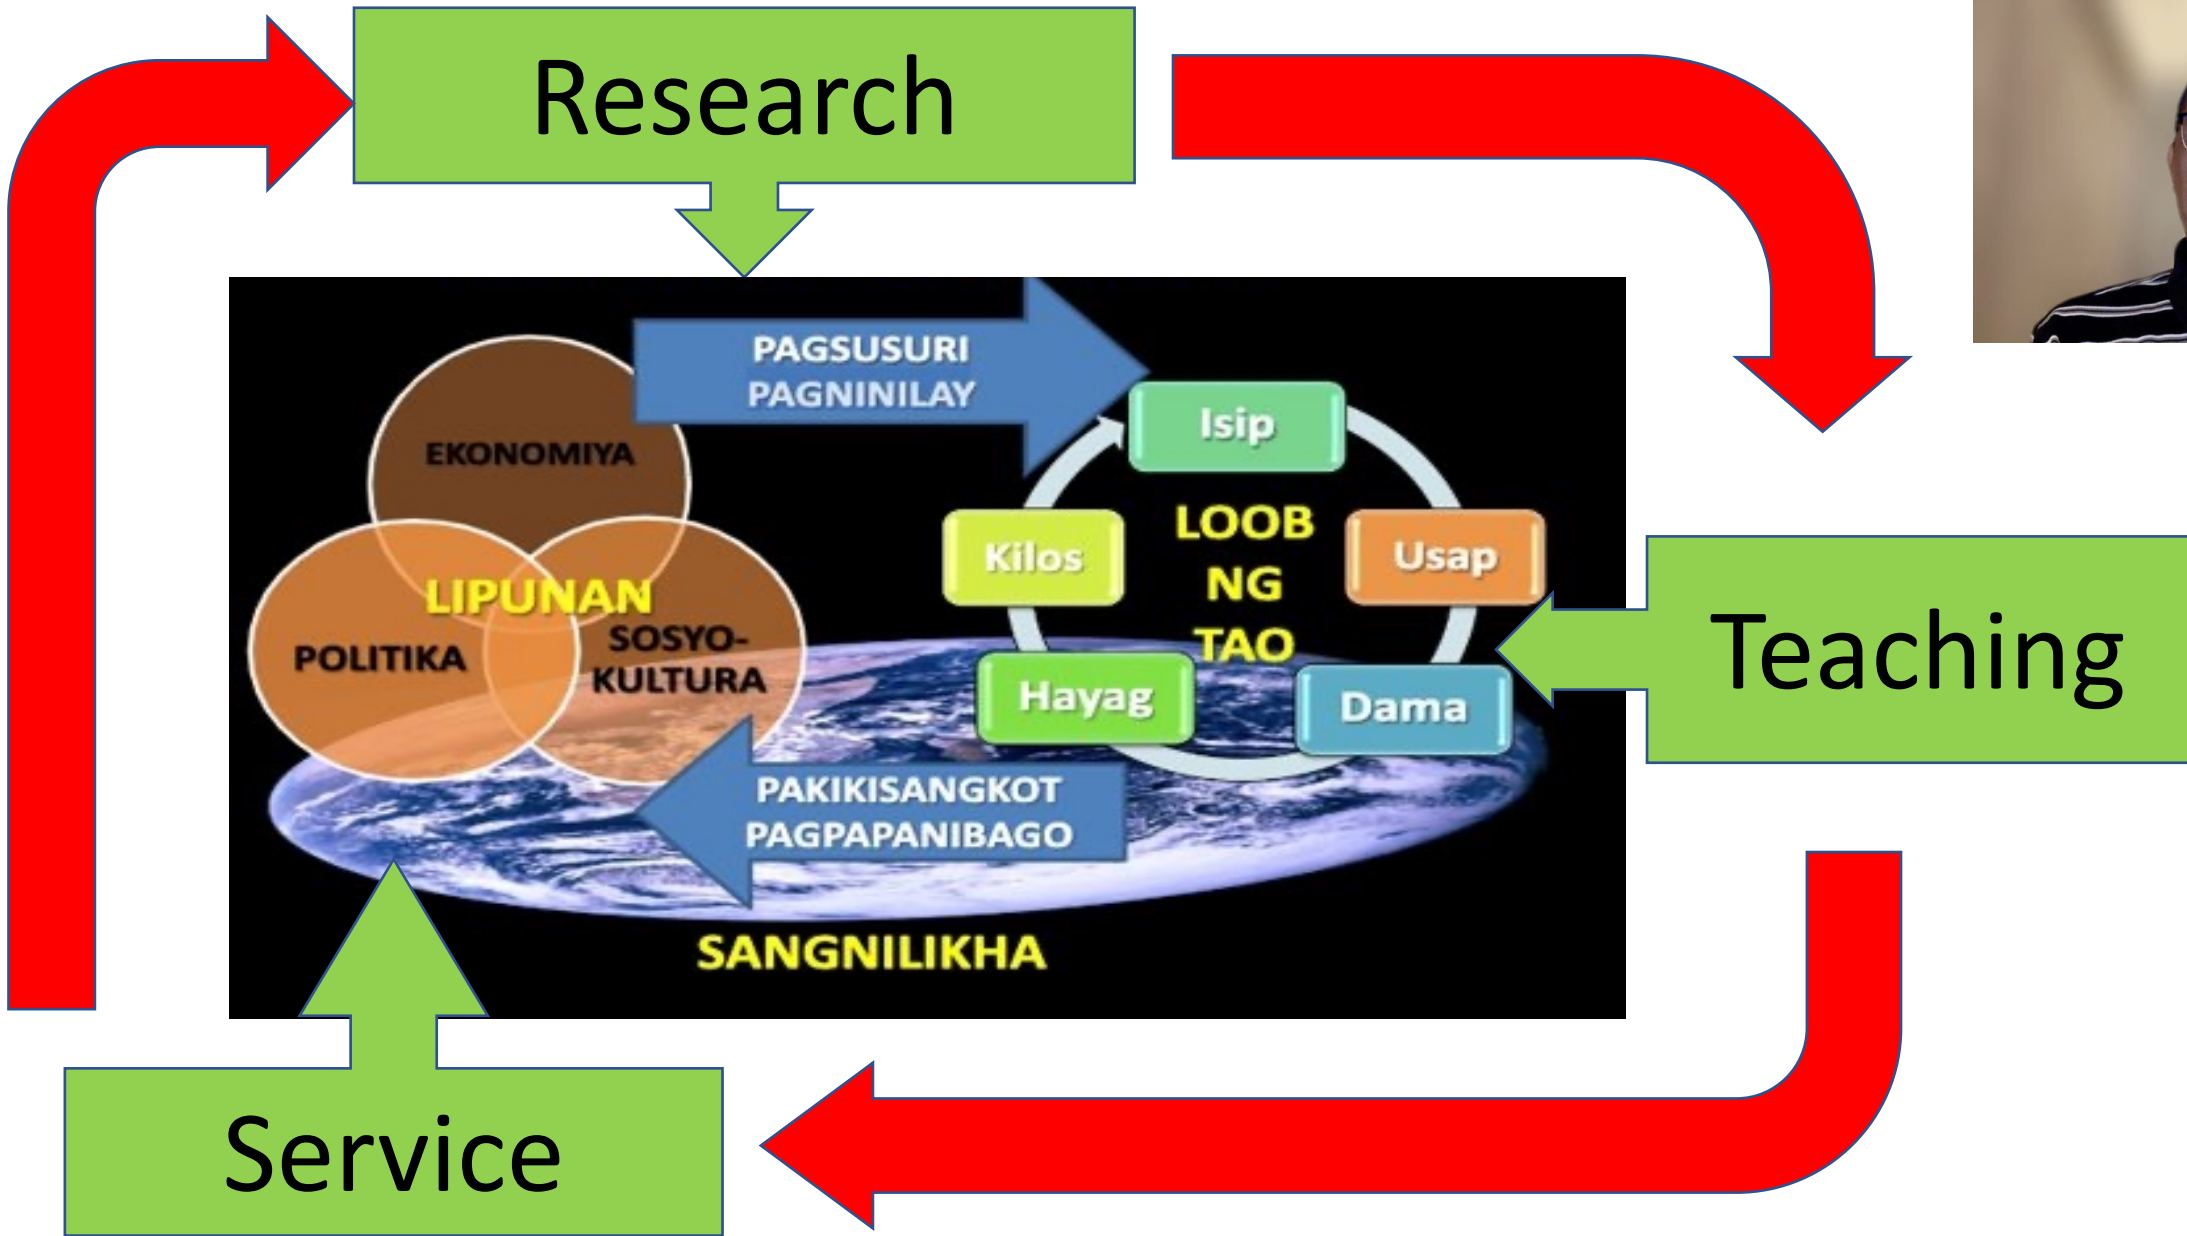 Research
PAGSUSURI
PAGNINILAY
EKONOMIYA
Isip
LOOB
NG
TAO
Kilos
Usap
LIPUNAN
POLITIKA
SOSYO-
KULTURA
Hayag
Dama
Teaching
PAKIKISANGKOT
PAGPAPANIBAGO
SANGNILIKHA
Service